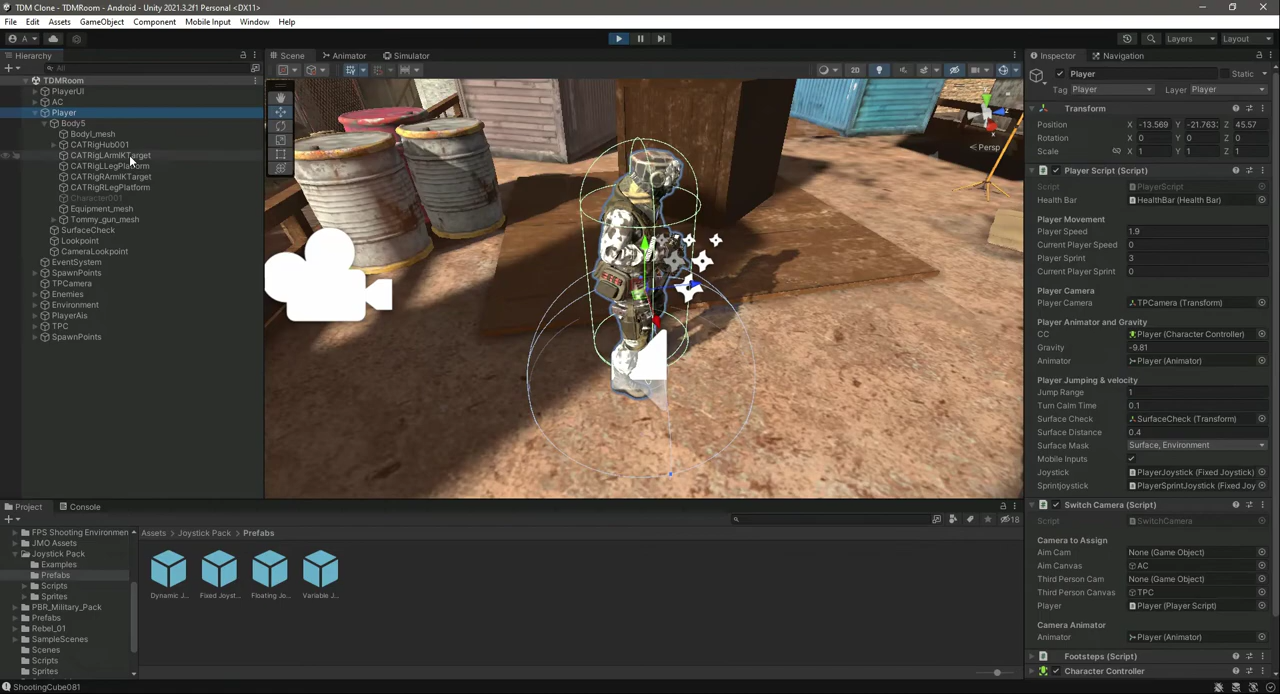 TDM Clone - TDMRoom - Android - Unity 2021.3.2f1 Personal <DX11>
File Edit Assets GameObject Component Mobile Input Window Help
A Layers Layout
Hierarchy
All
TDMRoom
PlayerUI
AC
Player
Body5
Bodyl_mesh
CATRigHub001
CATRigLArmIKTarget
CATRigLLegPlatform
CATRigRArmIKTarget
CATRigRLegPlatform
Character001
Equipment_mesh
Tommy_gun_mesh
SurfaceCheck
Lookpoint
CameraLookpoint
EventSystem
SpawnPoints
TPCamera
Enemies
Environment
PlayerAis
TPC
SpawnPoints
Scene Animator Simulator
2D
Persp
Inspector Navigation
Player Static
Tag Player Layer Player
Transform
Position X -13.569 Y -21.763 Z 45.57
Rotation X 0 Y 0 Z 0
Scale X 1 Y 1 Z 1
Player Script (Script)
Script PlayerScript
Health Bar HealthBar (Health Bar)
Player Movement
Player Speed 1.9
Current Player Speed 0
Player Sprint 3
Current Player Sprint 0
Player Camera
Player Camera TPCamera (Transform)
Player Animator and Gravity
CC Player (Character Controller)
Gravity -9.81
Animator Player (Animator)
Player Jumping & velocity
Jump Range 1
Turn Calm Time 0.1
Surface Check SurfaceCheck (Transform)
Surface Distance 0.4
Surface Mask Surface, Environment
Mobile Inputs
Joystick PlayerJoystick (Fixed Joystick)
Sprintjoystick PlayerSprintJoystick (Fixed Joy
Switch Camera (Script)
Script SwitchCamera
Camera to Assign
Aim Cam None (Game Object)
Aim Canvas AC
Third Person Cam None (Game Object)
Third Person Canvas TPC
Player Player (Player Script)
Camera Animator
Animator Player (Animator)
Footsteps (Script)
Character Controller
Project Console
18
FPS Shooting Environmen
JMO Assets
Joystick Pack
Examples
Prefabs
Scripts
Sprites
PBR_Military_Pack
Prefabs
Rebel_01
SampleScenes
Scenes
Scripts
Sprites
Assets > Joystick Pack > Prefabs
Dynamic J... Fixed Joyst... Floating Jo... Variable J...
ShootingCube081